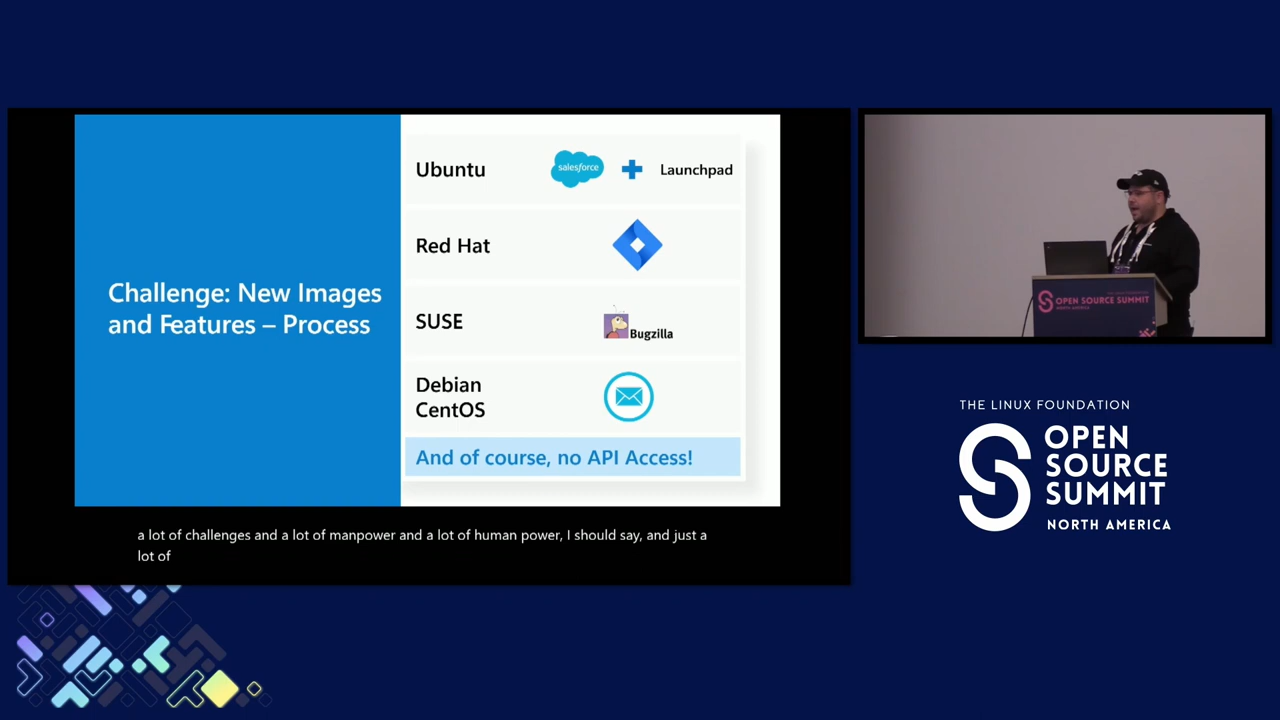 Challenge: New Images
and Features – Process
Ubuntu
salesforce
Launchpad
Red Hat
SUSE
Bugzilla
Debian
CentOS
And of course, no API Access!
a lot of challenges and a lot of manpower and a lot of human power, I should say, and just a
lot of
OPEN SOURCE SUMMIT
NORTH AMERICA
THE LINUX FOUNDATION
OPEN
SOURCE
SUMMIT
NORTH AMERICA